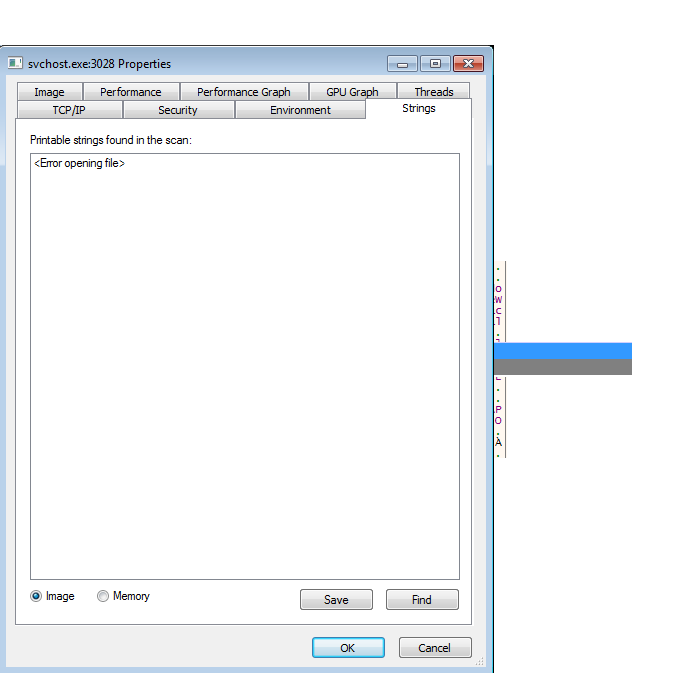 svchost.exe:3028 Properties
Image Performance Performance Graph GPU Graph Threads
TCP/IP Security Environment Strings
Printable strings found in the scan:
<Error opening file>
Image Memory Save Find
OK Cancel